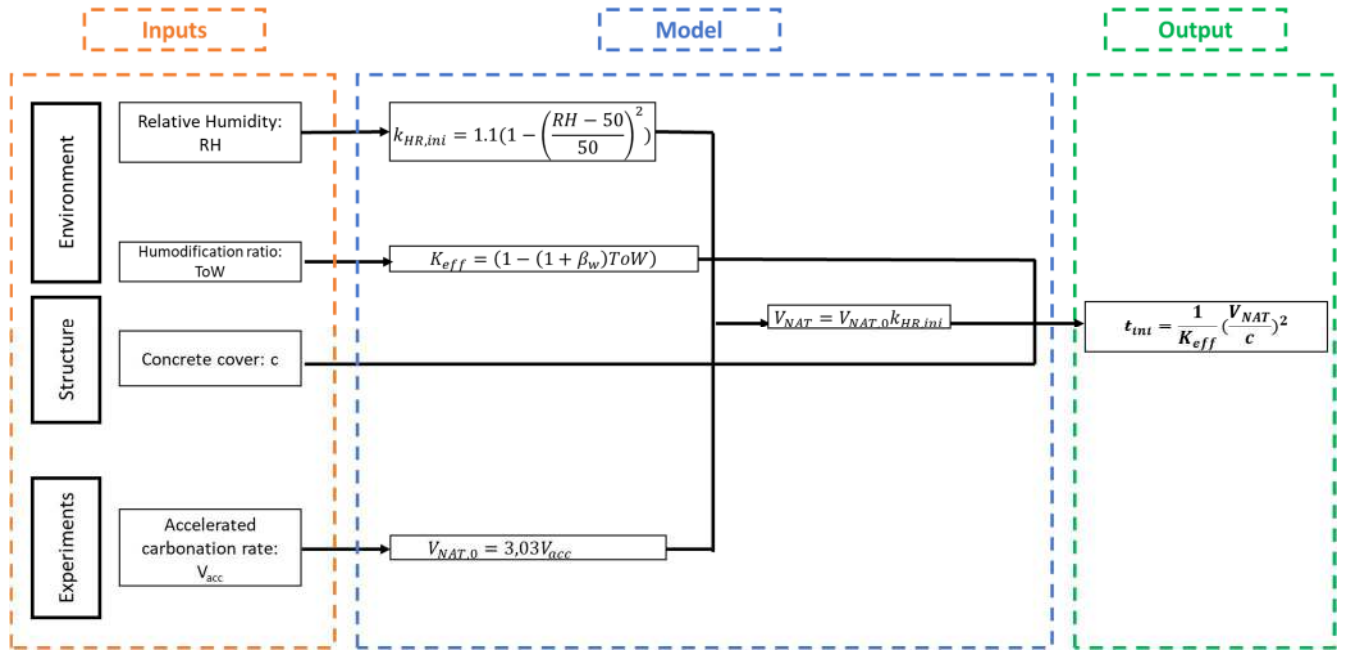 Inputs
Model
Output
Environment
Relative Humidity:
RH
k_{HR,ini} = 1.1(1 − ((RH − 50)/50)^2)
Humodification ratio:
ToW
K_{eff} = (1 − (1 + β_w)ToW)
Structure
Concrete cover: c
V_{NAT} = V_{NAT,0}k_{HR,ini}
t_{ini} = 1/K_{eff} (V_{NAT}/c)^2
Experiments
Accelerated
carbonation rate:
V_{acc}
V_{NAT,0} = 3,03V_{acc}